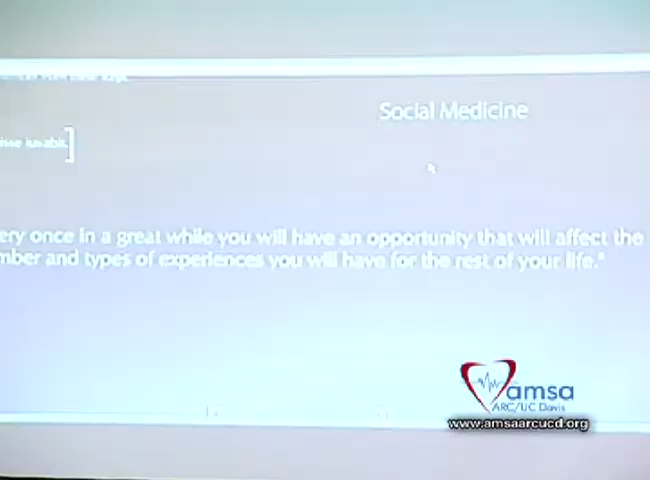 Social Medicine
iuvabit.]
ery once in a great while you will have an opportunity that will affect the
mber and types of experiences you will have for the rest of your life."
amsa
ARC/UC Davis
www.amsaarcucd.org